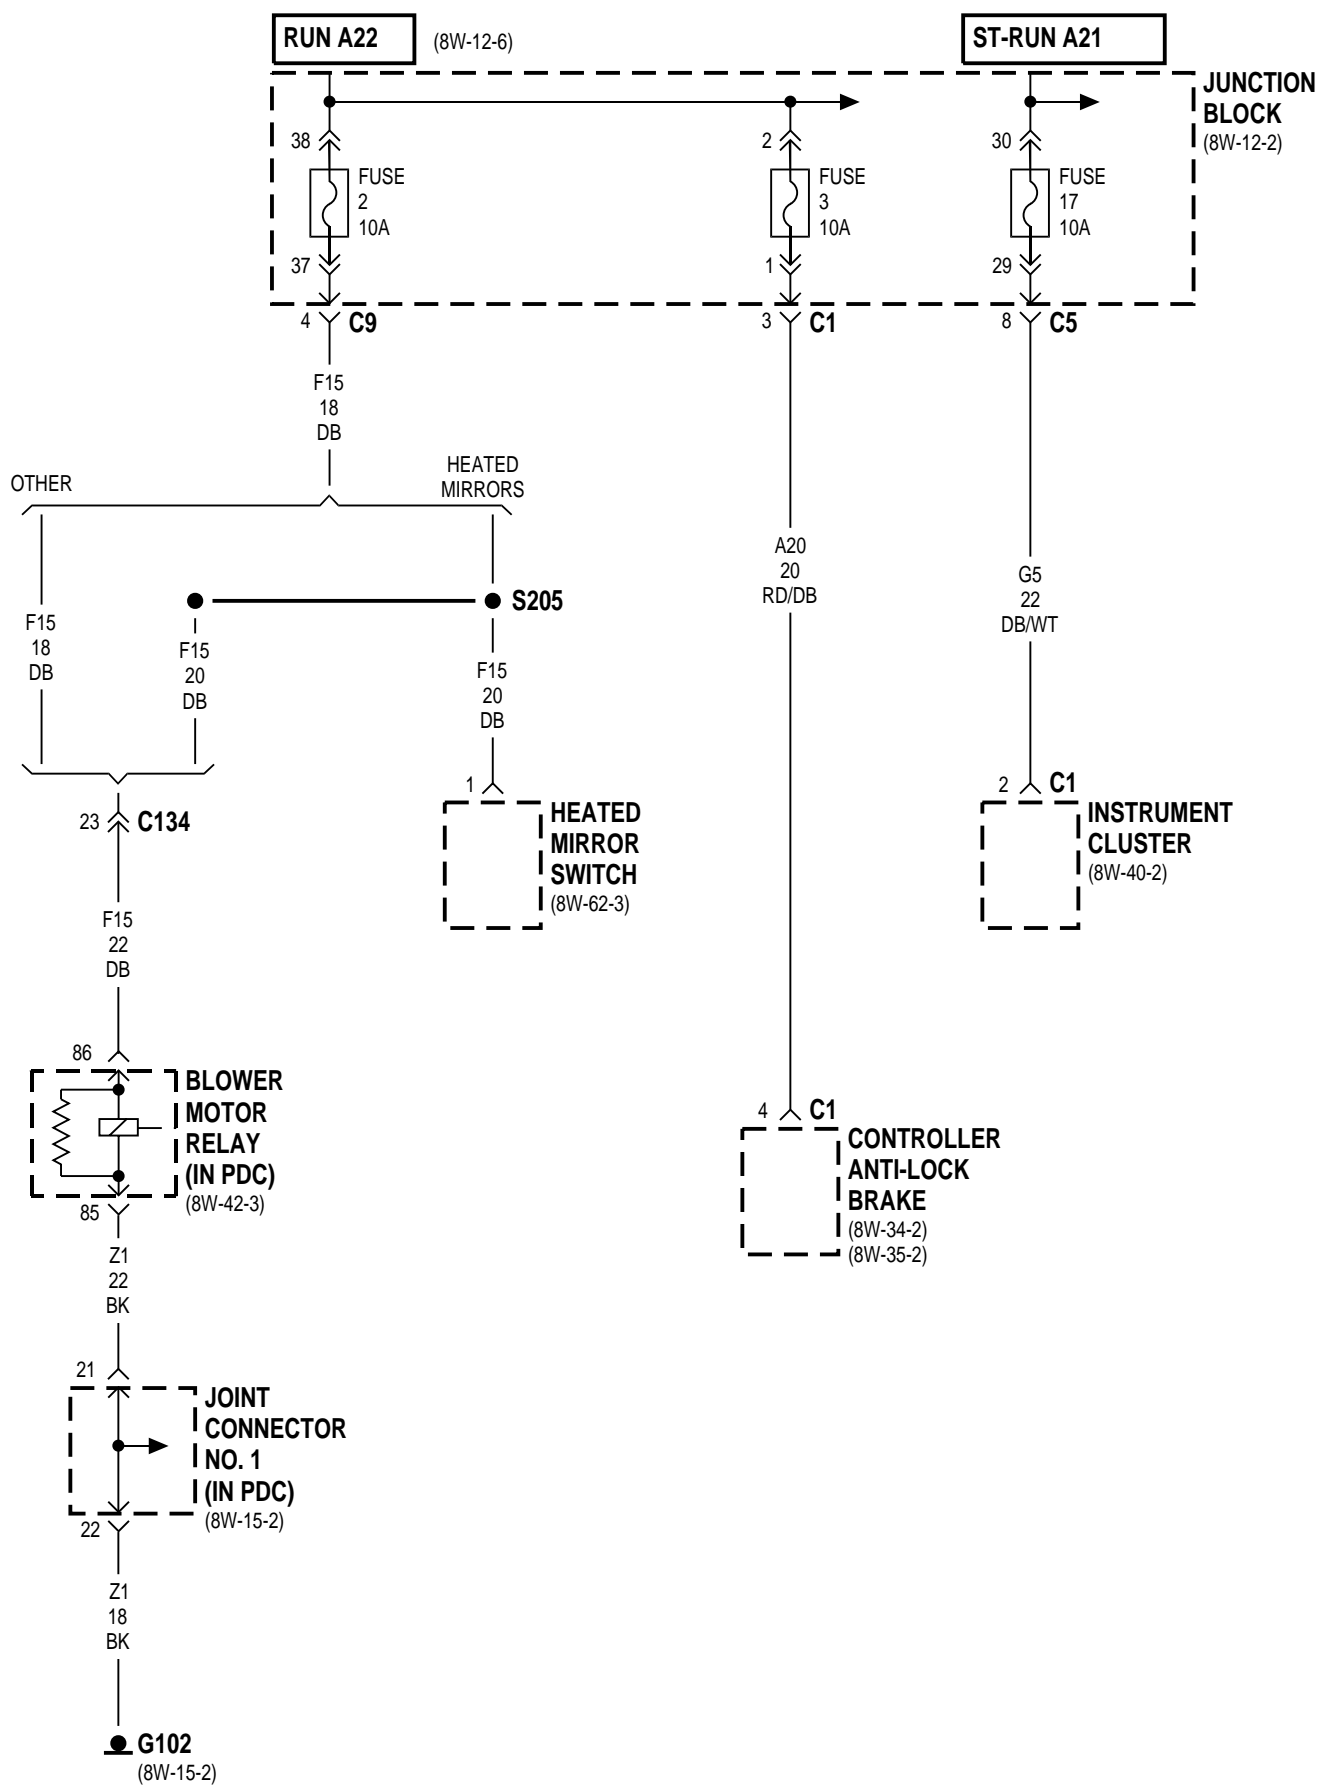 RUN A22
(8W-12-6)
ST-RUN A21
JUNCTION
BLOCK
(8W-12-2)
38
2
30
FUSE
2
10A
FUSE
3
10A
FUSE
17
10A
37
1
29
4
C9
3
C1
8
C5
F15
18
DB
OTHER
HEATED
MIRRORS
A20
20
RD/DB
G5
22
DB/WT
S205
F15
18
DB
F15
20
DB
F15
20
DB
1
HEATED
MIRROR
SWITCH
(8W-62-3)
2
C1
INSTRUMENT
CLUSTER
(8W-40-2)
23
C134
F15
22
DB
86
BLOWER
MOTOR
RELAY
(IN PDC)
(8W-42-3)
85
4
C1
CONTROLLER
ANTI-LOCK
BRAKE
(8W-34-2)
(8W-35-2)
Z1
22
BK
21
JOINT
CONNECTOR
NO. 1
(IN PDC)
(8W-15-2)
22
Z1
18
BK
G102
(8W-15-2)